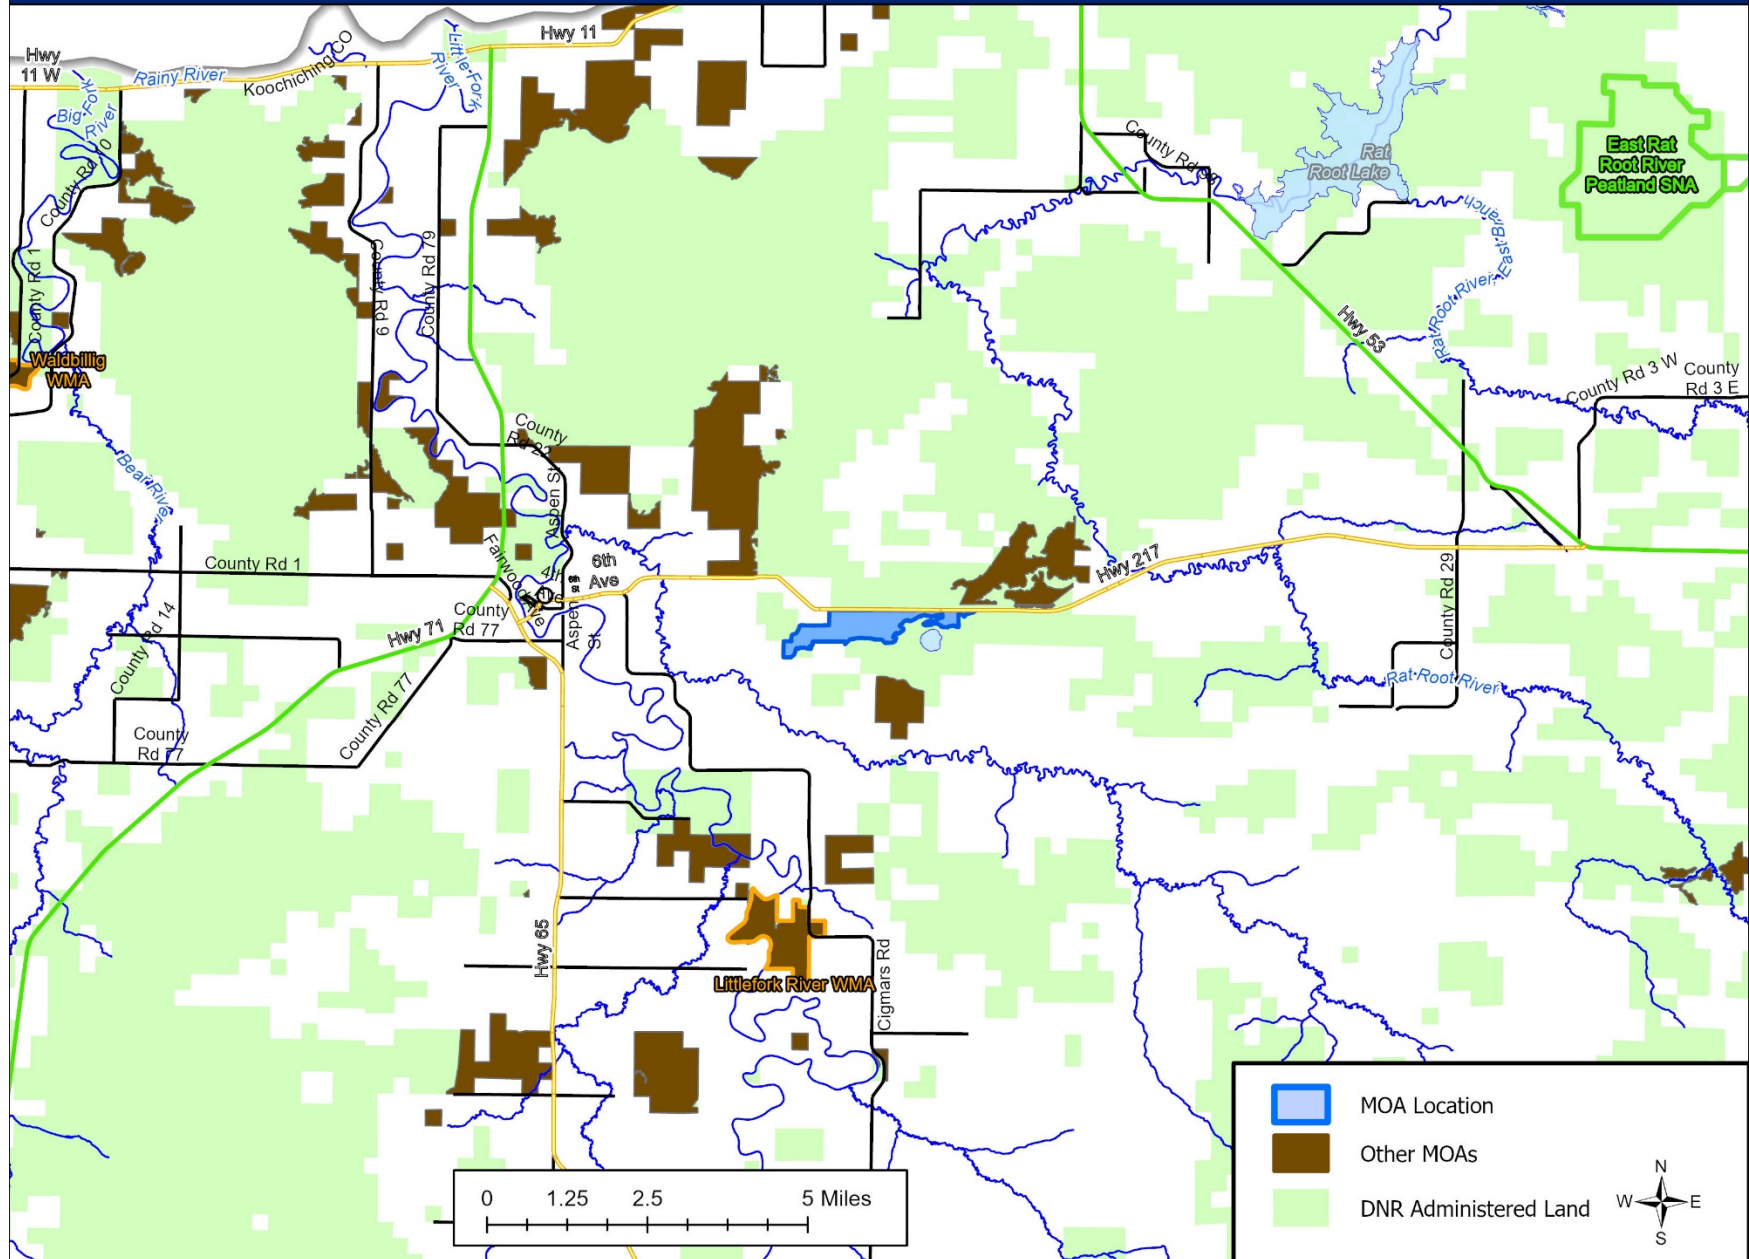 Hwy
11 W
Rainy River
Koochiching CO
Little Fork
River
Hwy 11
Big Fork
River
County Rd 10
County Rd 1
County Rd 9
County Rd 79
Waldbillig
WMA
Bear River
County
Rd 22
Aspen St
County Rd 98
Rat
Root Lake
East Rat
Root River
Peatland SNA
Rat Root River, East Branch
Hwy 53
County Rd 3 W
County
Rd 3 E
County Rd 1
Fairwood Ave
4th
Ave
6th
St
6th
Ave
Aspen
St
Hwy 217
County Rd 29
County Rd 14
Hwy 71
County
Rd 77
Rat Root River
County
Rd 77
County Rd 77
Hwy 65
Littlefork River WMA
Cigmars Rd
0 1.25 2.5 5 Miles
MOA Location
Other MOAs
DNR Administered Land
N
W E
S